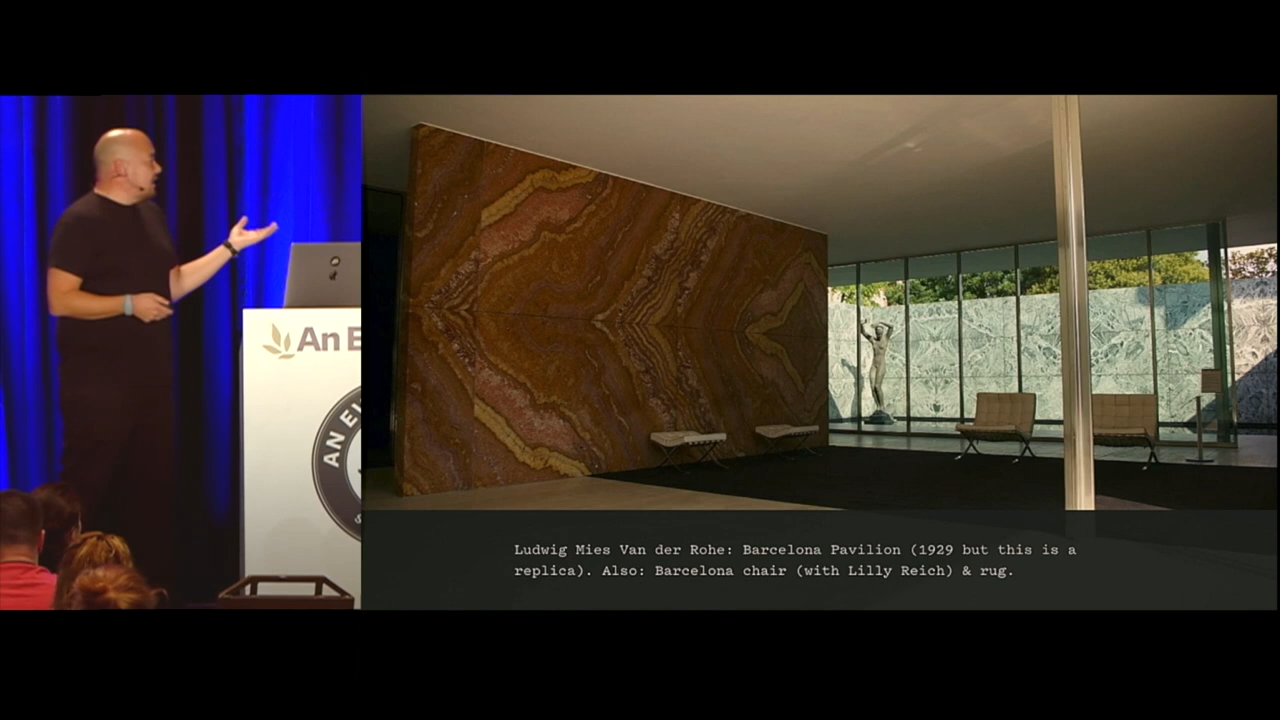 An E
AN EV
Ludwig Mies Van der Rohe: Barcelona Pavilion (1929 but this is a
replica). Also: Barcelona chair (with Lilly Reich) & rug.